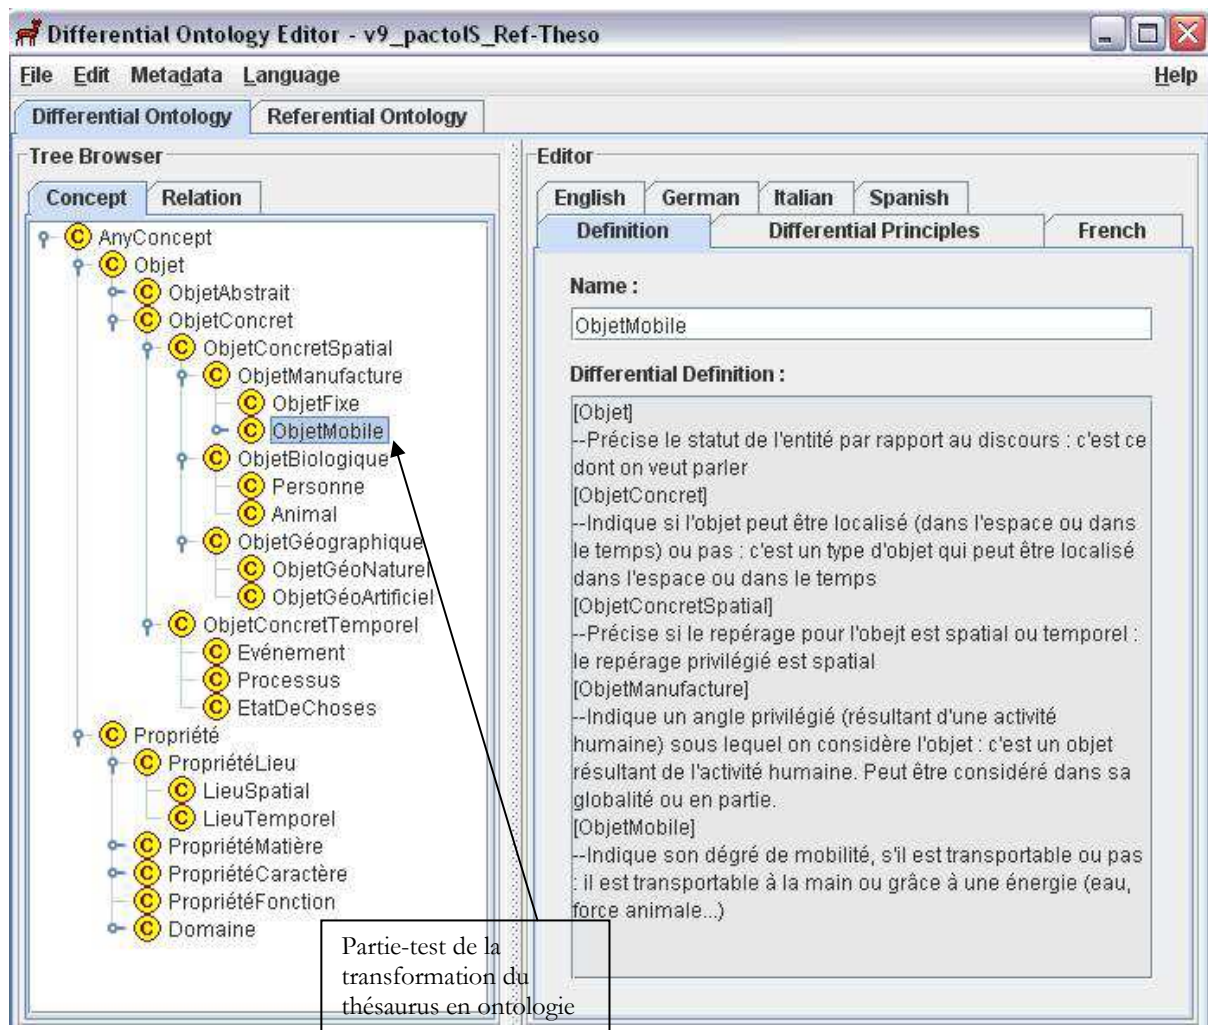 Differential Ontology Editor - v9_pactolS_Ref-Theso
File Edit Metadata Language Help
Differential Ontology Referential Ontology
Tree Browser
Concept Relation
C AnyConcept
C Objet
C ObjetAbstrait
C ObjetConcret
C ObjetConcretSpatial
C ObjetManufacture
C ObjetFixe
C ObjetMobile
C ObjetBiologique
C Personne
C Animal
C ObjetGéographique
C ObjetGéoNaturel
C ObjetGéoArtificiel
C ObjetConcretTemporel
C Evénement
C Processus
C EtatDeChoses
C Propriété
C PropriétéLieu
C LieuSpatial
C LieuTemporel
C PropriétéMatière
C PropriétéCaractère
C PropriétéFonction
C Domaine
Editor
English German Italian Spanish
Definition Differential Principles French
Name :
ObjetMobile
Differential Definition :
[Objet]
--Précise le statut de l'entité par rapport au discours : c'est ce
dont on veut parler
[ObjetConcret]
--Indique si l'objet peut être localisé (dans l'espace ou dans
le temps) ou pas : c'est un type d'objet qui peut être localisé
dans l'espace ou dans le temps
[ObjetConcretSpatial]
--Précise si le repérage pour l'obejt est spatial ou temporel :
le repérage privilégié est spatial
[ObjetManufacture]
--Indique un angle privilégié (résultant d'une activité
humaine) sous lequel on considère l'objet : c'est un objet
résultant de l'activité humaine. Peut être considéré dans sa
globalité ou en partie.
[ObjetMobile]
--Indique son dégré de mobilité, s'il est transportable ou pas
: il est transportable à la main ou grâce à une énergie (eau,
force animale...)
Partie-test de la
transformation du
thésaurus en ontologie